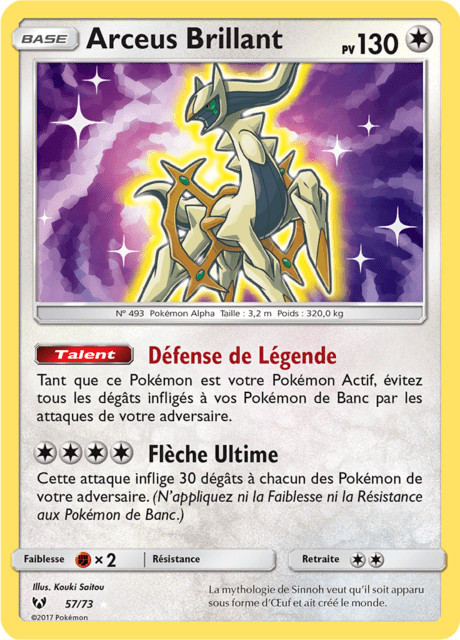 BASE Arceus Brillant PV 130
N° 493 Pokémon Alpha Taille : 3,2 m Poids : 320,0 kg
Talent Défense de Légende
Tant que ce Pokémon est votre Pokémon Actif, évitez
tous les dégâts infligés à vos Pokémon de Banc par les
attaques de votre adversaire.
Flèche Ultime
Cette attaque inflige 30 dégâts à chacun des Pokémon de
votre adversaire. (N'appliquez ni la Faiblesse ni la Résistance
aux Pokémon de Banc.)
Faiblesse × 2 Résistance Retraite
Illus. Kouki Saitou
57/73
©2017 Pokémon
La mythologie de Sinnoh veut qu'il soit apparu
sous forme d'Œuf et ait créé le monde.